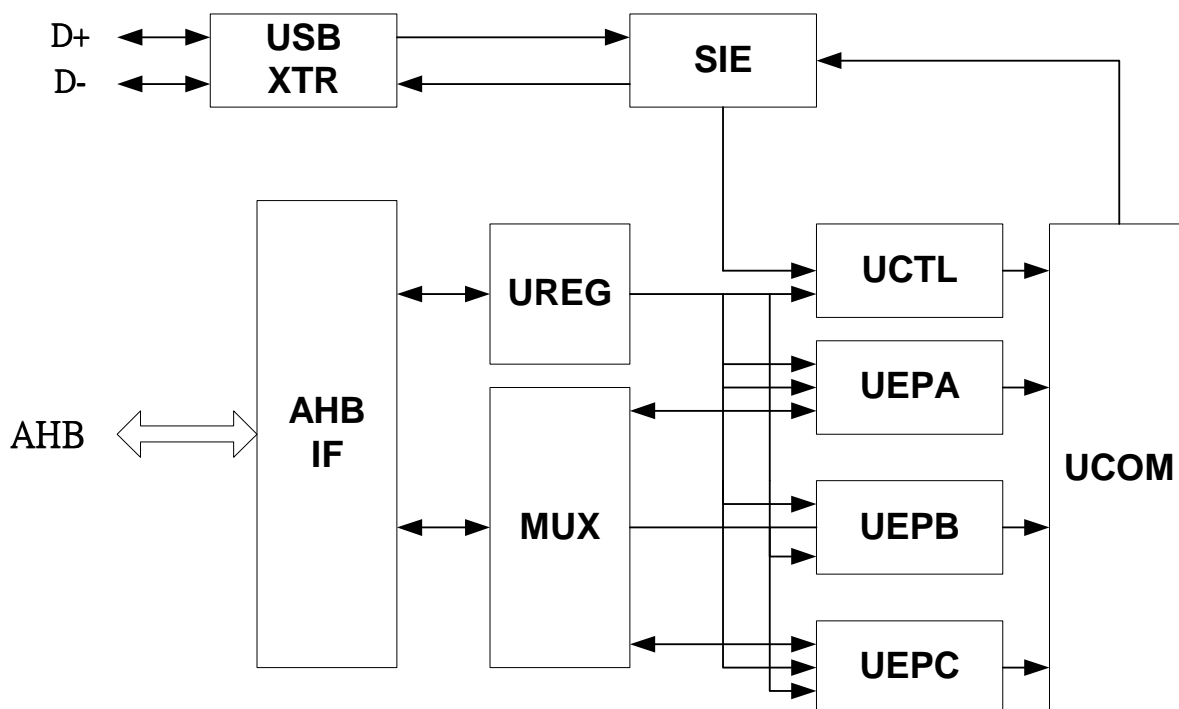 D+
D-
USB
XTR
SIE
AHB
AHB
IF
UREG
MUX
UCTL
UEPA
UEPB
UEPC
UCOM